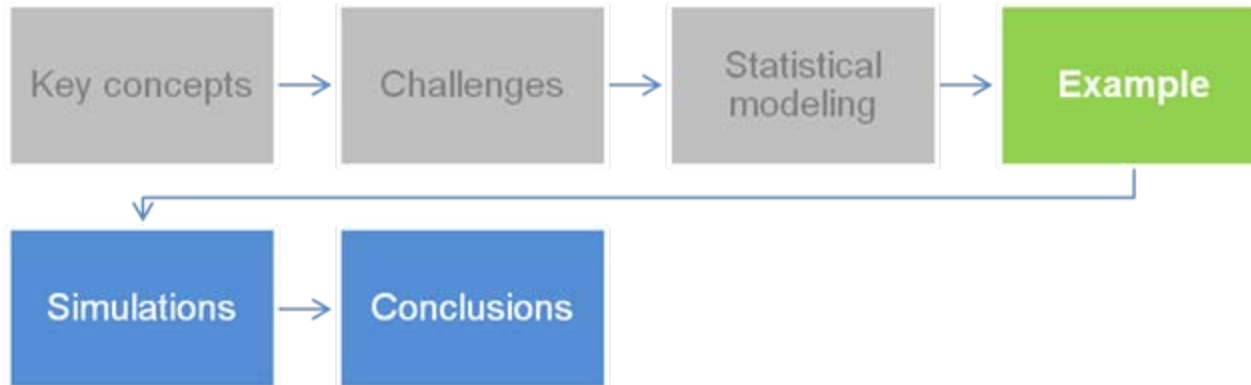 Key concepts
Challenges
Statistical
modeling
Example
Simulations
Conclusions